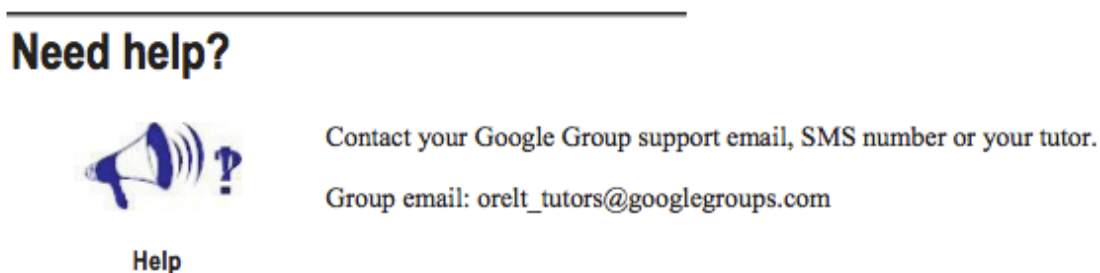 Need help?
Contact your Google Group support email, SMS number or your tutor.
?
Group email: orelt_tutors@googlegroups.com
Help